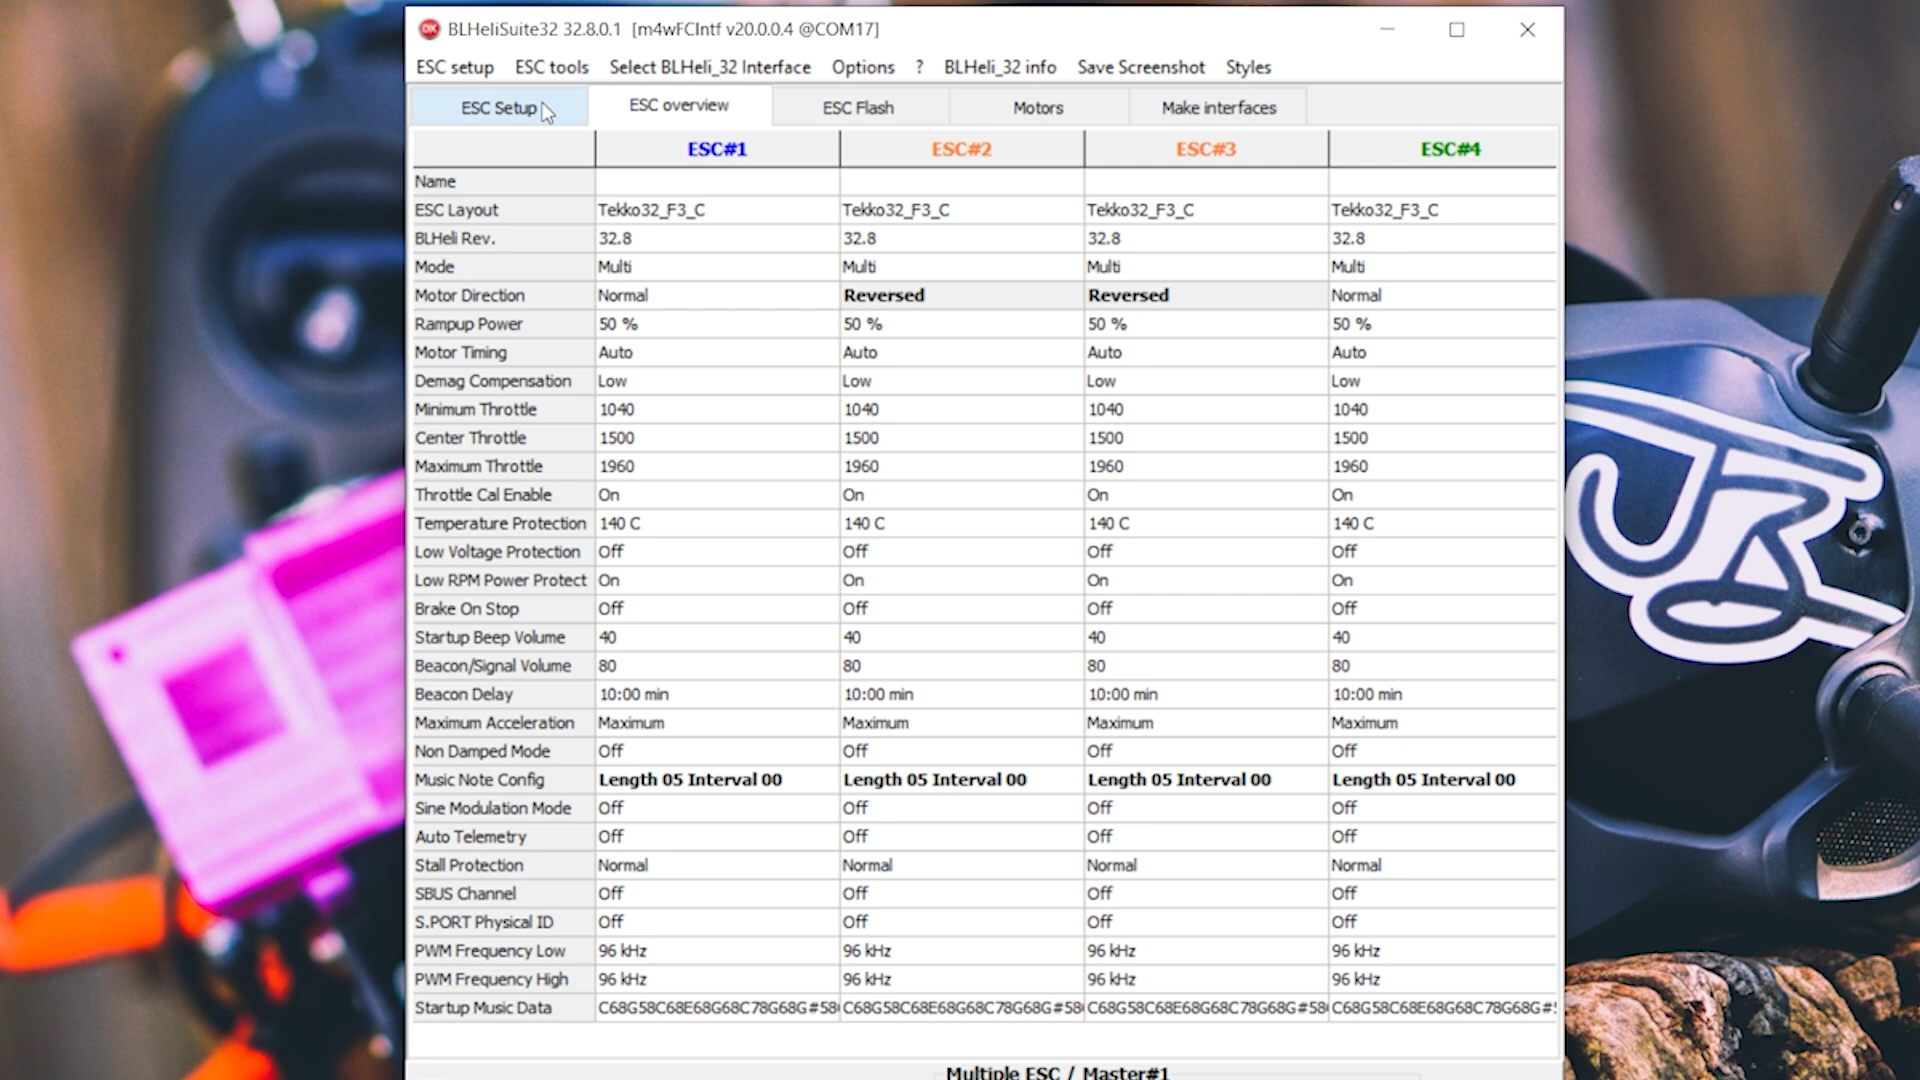 BLHeliSuite32 32.8.0.1 [m4wFCIntf v20.0.0.4 @COM17]
ESC setup ESC tools Select BLHeli_32 Interface Options ? BLHeli_32 info Save Screenshot Styles
ESC Setup ESC overview ESC Flash Motors Make interfaces
ESC#1 ESC#2 ESC#3 ESC#4
Name
ESC Layout Tekko32_F3_C Tekko32_F3_C Tekko32_F3_C Tekko32_F3_C
BLHeli Rev. 32.8 32.8 32.8 32.8
Mode Multi Multi Multi Multi
Motor Direction Normal Reversed Reversed Normal
Rampup Power 50 % 50 % 50 % 50 %
Motor Timing Auto Auto Auto Auto
Demag Compensation Low Low Low Low
Minimum Throttle 1040 1040 1040 1040
Center Throttle 1500 1500 1500 1500
Maximum Throttle 1960 1960 1960 1960
Throttle Cal Enable On On On On
Temperature Protection 140 C 140 C 140 C 140 C
Low Voltage Protection Off Off Off Off
Low RPM Power Protect On On On On
Brake On Stop Off Off Off Off
Startup Beep Volume 40 40 40 40
Beacon/Signal Volume 80 80 80 80
Beacon Delay 10:00 min 10:00 min 10:00 min 10:00 min
Maximum Acceleration Maximum Maximum Maximum Maximum
Non Damped Mode Off Off Off Off
Music Note Config Length 05 Interval 00 Length 05 Interval 00 Length 05 Interval 00 Length 05 Interval 00
Sine Modulation Mode Off Off Off Off
Auto Telemetry Off Off Off Off
Stall Protection Normal Normal Normal Normal
SBUS Channel Off Off Off Off
S.PORT Physical ID Off Off Off Off
PWM Frequency Low 96 kHz 96 kHz 96 kHz 96 kHz
PWM Frequency High 96 kHz 96 kHz 96 kHz 96 kHz
Startup Music Data C68G58C68E68G68C78G68G#58 C68G58C68E68G68C78G68G#58 C68G58C68E68G68C78G68G#58 C68G58C68E68G68C78G68G#
Multiple ESC / Master#1